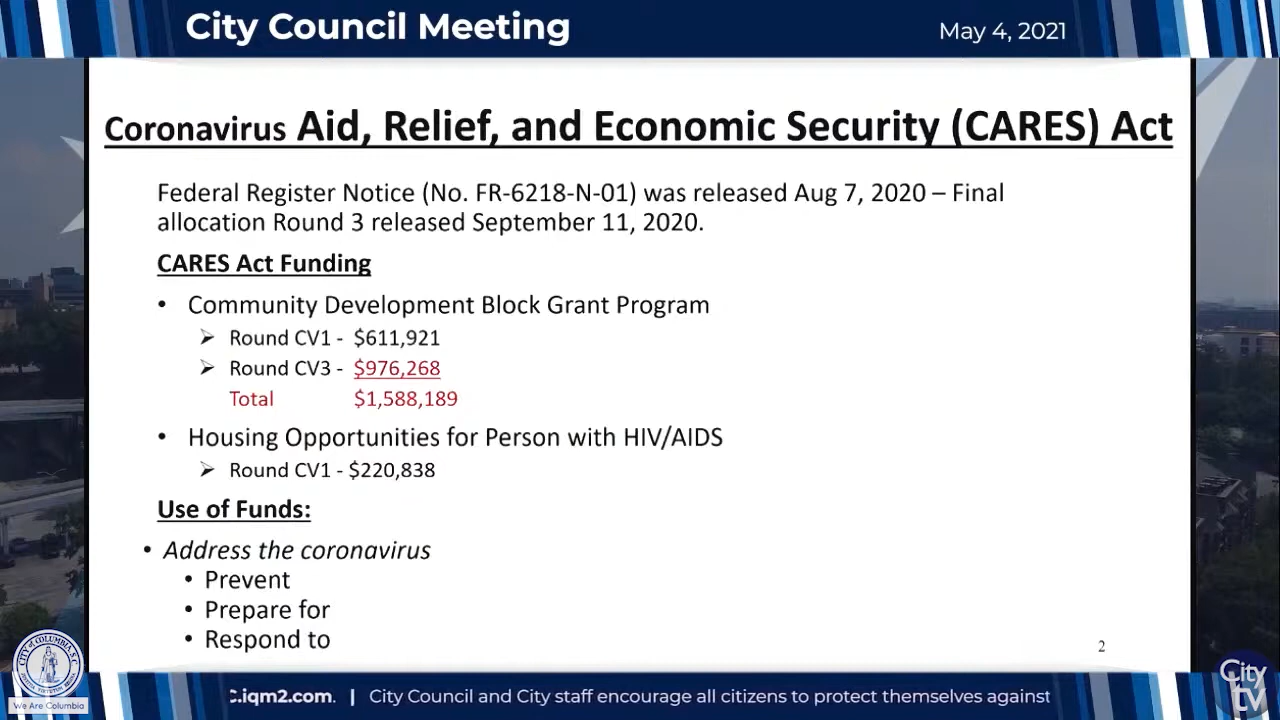 City Council Meeting
May 4, 2021
Coronavirus Aid, Relief, and Economic Security (CARES) Act
Federal Register Notice (No. FR-6218-N-01) was released Aug 7, 2020 – Final
allocation Round 3 released September 11, 2020.
CARES Act Funding
• Community Development Block Grant Program
➢ Round CV1 - $611,921
➢ Round CV3 - $976,268
Total $1,588,189
• Housing Opportunities for Person with HIV/AIDS
➢ Round CV1 - $220,838
Use of Funds:
• Address the coronavirus
• Prevent
• Prepare for
• Respond to
2
CITY of COLUMBIA, S.C.
We Are Columbia
C.iqm2.com. | City Council and City staff encourage all citizens to protect themselves against
City
tv